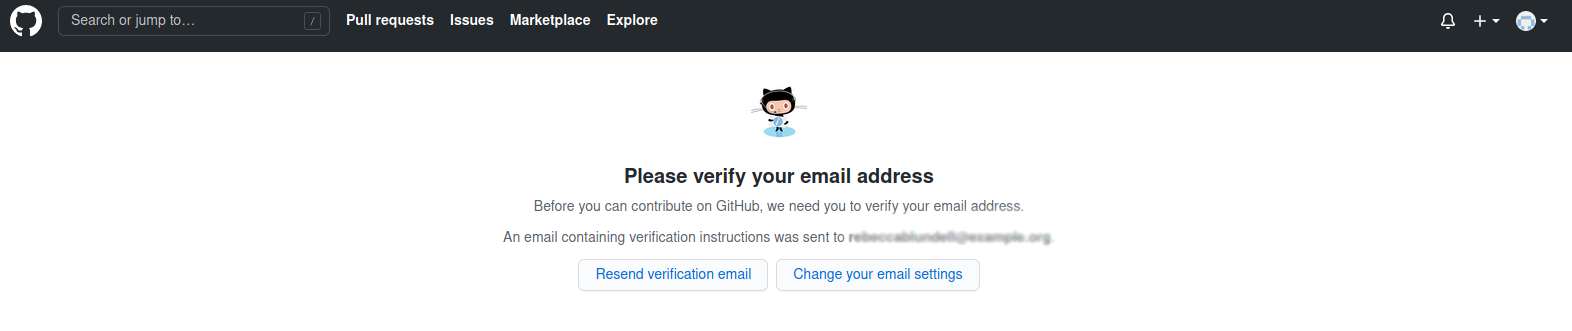 Search or jump to… / Pull requests Issues Marketplace Explore
Please verify your email address
Before you can contribute on GitHub, we need you to verify your email address.
An email containing verification instructions was sent to
Resend verification email Change your email settings